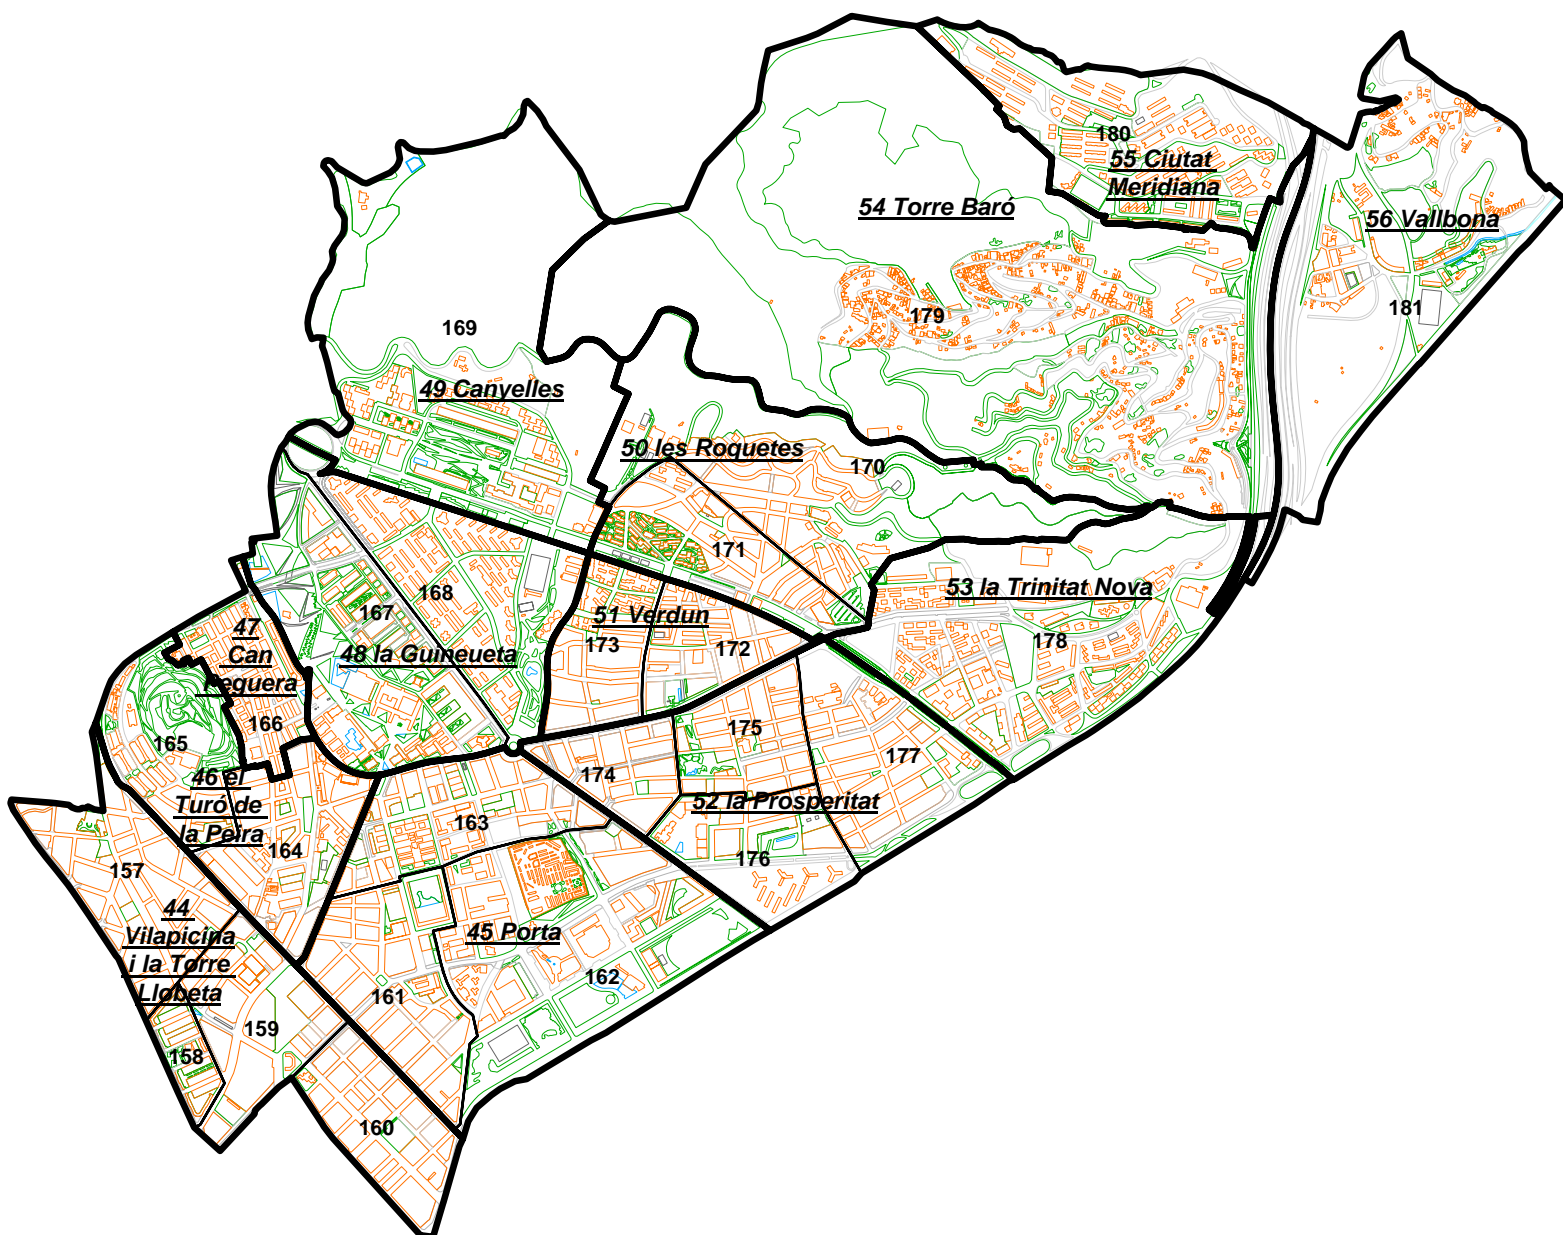 180
55 Ciutat
Meridiana
54 Torre Baró
56 Vallbona
179
181
169
49 Canyelles
50 les Roquetes
170
171
53 la Trinitat Nova
168
167
51 Verdun
47
Can
Peguera
48 la Guineueta
173
172
178
166
165
175
177
174
46 el
Turó de
la Peira
52 la Prosperitat
163
164
176
157
44
Vilapicina
i la Torre
Llobeta
45 Porta
162
161
159
158
160